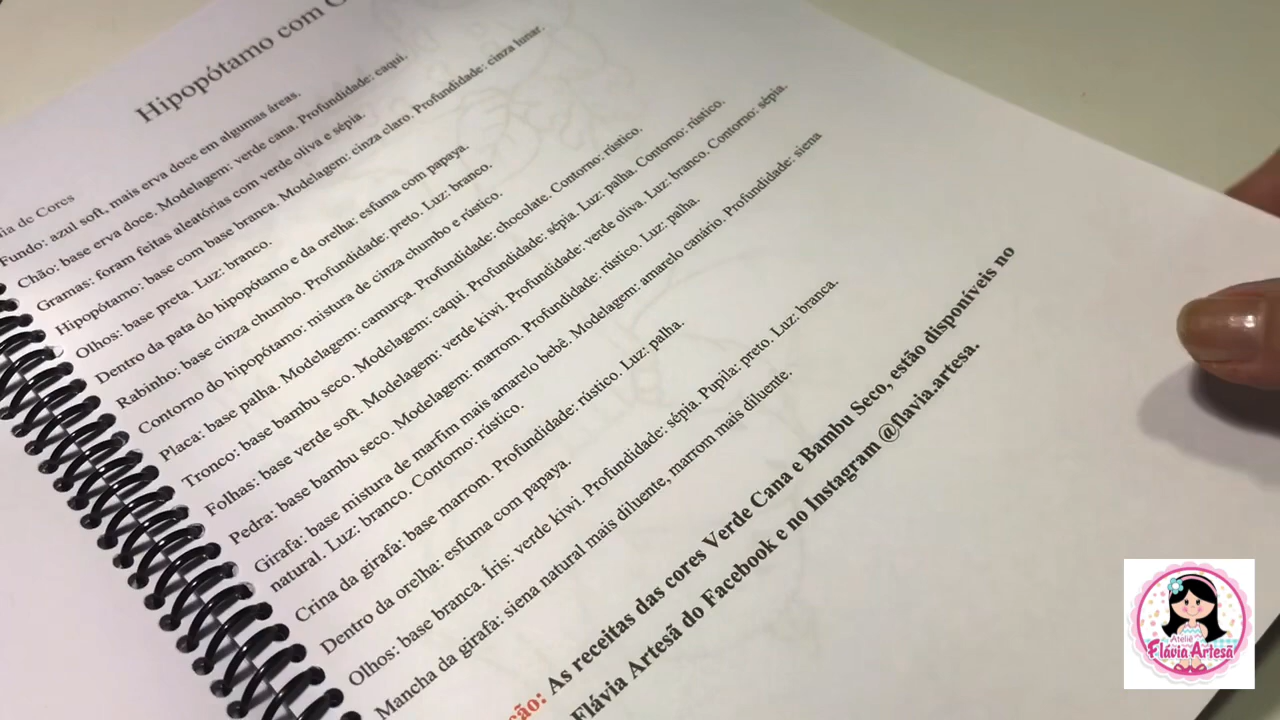 Hipopótamo com
de Cores
Fundo: azul soft, mais erva doce em algumas áreas.
Chão: base erva doce. Modelagem: verde cana. Profundidade: caqui.
Gramas: foram feitas aleatórias com verde oliva e sépia.
Hipopótamo: base com base branca. Modelagem: cinza claro. Profundidade: cinza lunar.
Olhos: base preta. Luz: branco.
Dentro da pata do hipopótamo e da orelha: esfuma com papaya.
Rabinho: base cinza chumbo. Profundidade: preto. Luz: branco.
Contorno do hipopótamo: mistura de cinza chumbo e rústico.
Placa: base palha. Modelagem: camurça. Profundidade: chocolate. Contorno: rústico.
Tronco: base bambu seco. Modelagem: caqui. Profundidade: sépia. Luz: palha. Contorno: rústico.
Folhas: base verde soft. Modelagem: verde kiwi. Profundidade: verde oliva. Luz: branco. Contorno: sépia.
Pedra: base bambu seco. Modelagem: marrom. Profundidade: rústico. Luz: palha.
Girafa: base mistura de marfim mais amarelo bebê. Modelagem: amarelo canário. Profundidade: siena
natural. Luz: branco. Contorno: rústico.
Crina da girafa: base marrom. Profundidade: rústico. Luz: palha.
Dentro da orelha: esfuma com papaya.
Olhos: base branca. Íris: verde kiwi. Profundidade: sépia. Pupila: preto. Luz: branca.
Mancha da girafa: siena natural mais diluente, marrom mais diluente.
As receitas das cores Verde Cana e Bambu Seco, estão disponíveis no
Flávia Artesã do Facebook e no Instagram @flavia.artesa.
Ateliê
Flávia Artesã